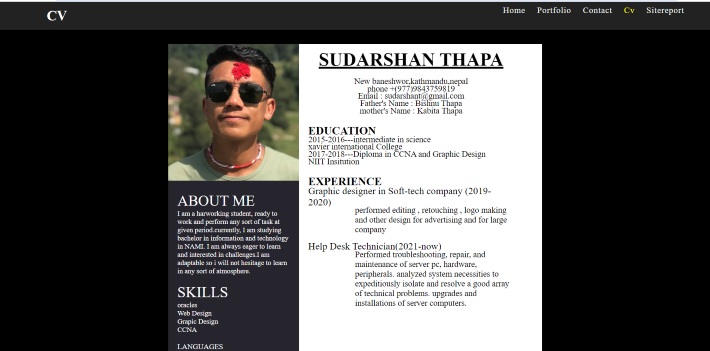 CV
Home Portfolio Contact Cv Sitereport
SUDARSHAN THAPA
New baneshwor,kathmandu,nepal
phone +(977)9843759819
Email : sudarshant@gmail.com
Father's Name : Bishnu Thapa
mother's Name : Kabita Thapa
EDUCATION
2015-2016---intermediate in science
xavier international College
2017-2018---Diploma in CCNA and Graphic Design
NIIT Insitution
EXPERIENCE
Graphic designer in Soft-tech company (2019-
2020)
performed editing , retouching , logo making
and other design for advertising and for large
company
Help Desk Technician(2021-now)
Performed troubleshooting, repair, and
maintenance of server pc, hardware,
peripherals. analyzed system necessities to
expeditiously isolate and resolve a good array
of technical problems. upgrades and
installations of server computers.
ABOUT ME
I am a harworking student, ready to
work and perform any sort of task at
given period.currently, I am studying
bachelor in information and technology
in NAMI. I am always eager to learn
and interested in challenges.I am
adaptable so i will not hesitage to learn
in any sort of atmosphere.
SKILLS
oracles
Web Design
Grapic Design
CCNA
LANGUAGES